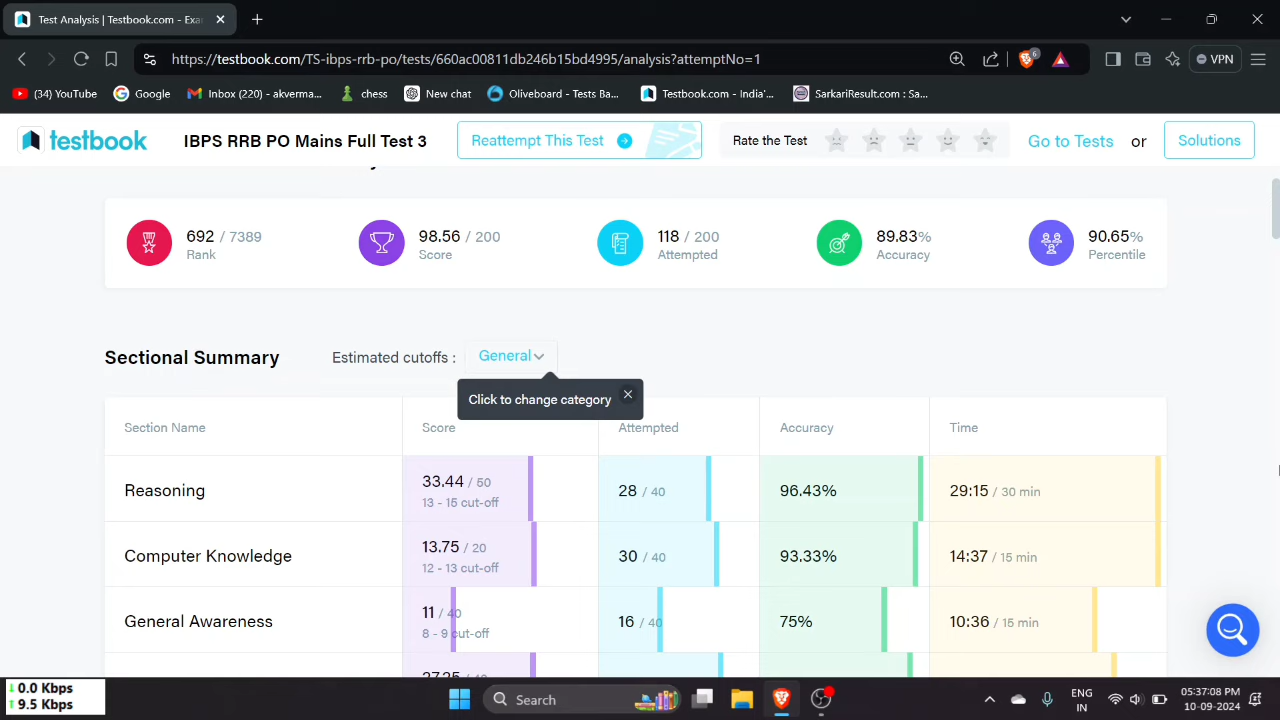 Test Analysis | Testbook.com - Exa
https://testbook.com/TS-ibps-rrb-po/tests/660ac00811db246b15bd4995/analysis?attemptNo=1
6
VPN
(34) YouTube
Google
Inbox (220) - akverma...
chess
New chat
Oliveboard - Tests Ba...
Testbook.com - India'...
SarkariResult.com : Sa...
testbook
IBPS RRB PO Mains Full Test 3
Reattempt This Test
Rate the Test
Go to Tests or
Solutions
692 / 7389
Rank
98.56 / 200
Score
118 / 200
Attempted
89.83%
Accuracy
90.65%
Percentile
Sectional Summary
Estimated cutoffs :
General
Click to change category
Section Name
Score
Attempted
Accuracy
Time
Reasoning
33.44 / 50
13 - 15 cut-off
28 / 40
96.43%
29:15 / 30 min
Computer Knowledge
13.75 / 20
12 - 13 cut-off
30 / 40
93.33%
14:37 / 15 min
General Awareness
11 / 40
8 - 9 cut-off
16 / 40
75%
10:36 / 15 min
0.0 Kbps
9.5 Kbps
Search
ENG
IN
05:37:08 PM
10-09-2024